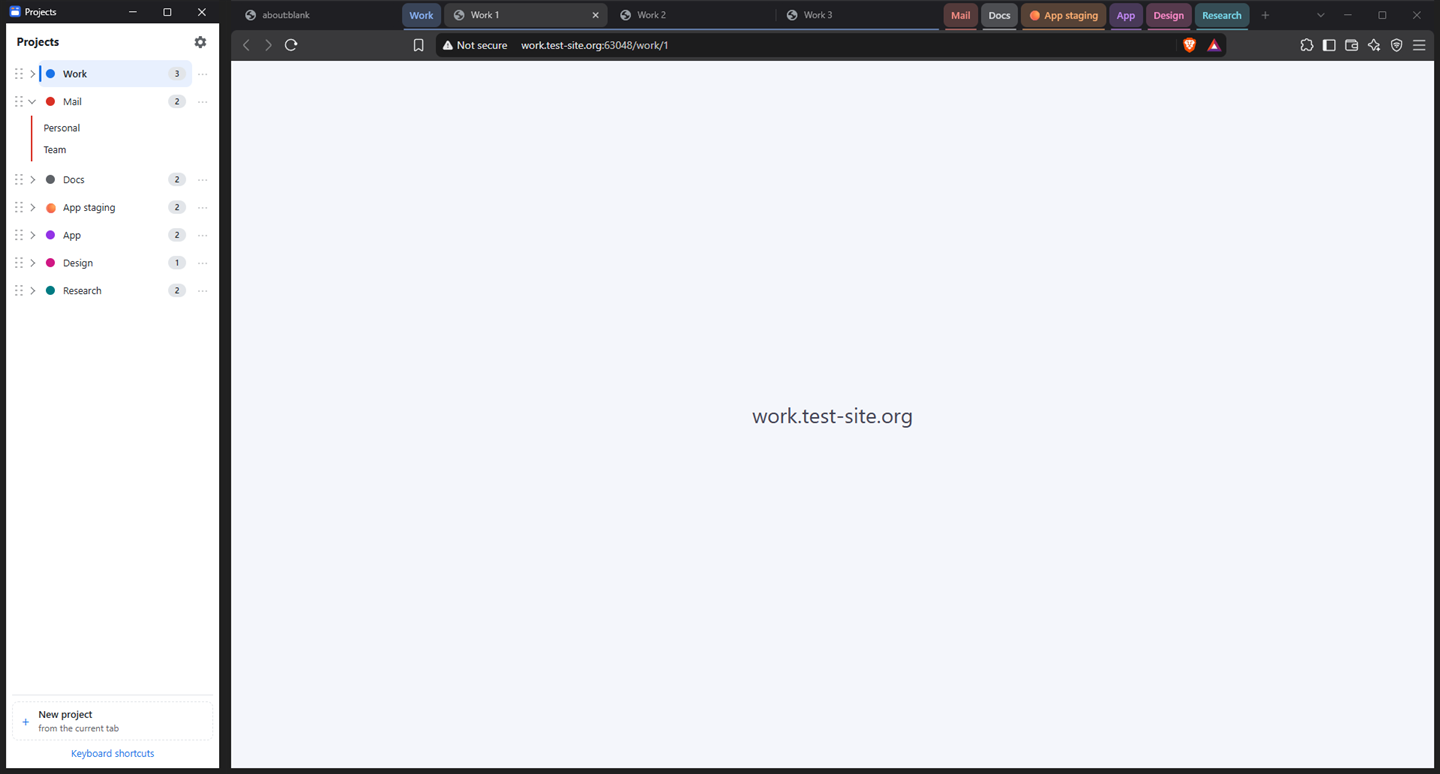 Projects
Projects
Work 3 ...
Mail 2 ...
Personal
Team
Docs 2 ...
App staging 2 ...
App 2 ...
Design 1 ...
Research 2 ...
+ New project
from the current tab
Keyboard shortcuts
about:blank Work Work 1 Work 2 Work 3 Mail Docs App staging App Design Research
Not secure work.test-site.org:63048/work/1
work.test-site.org